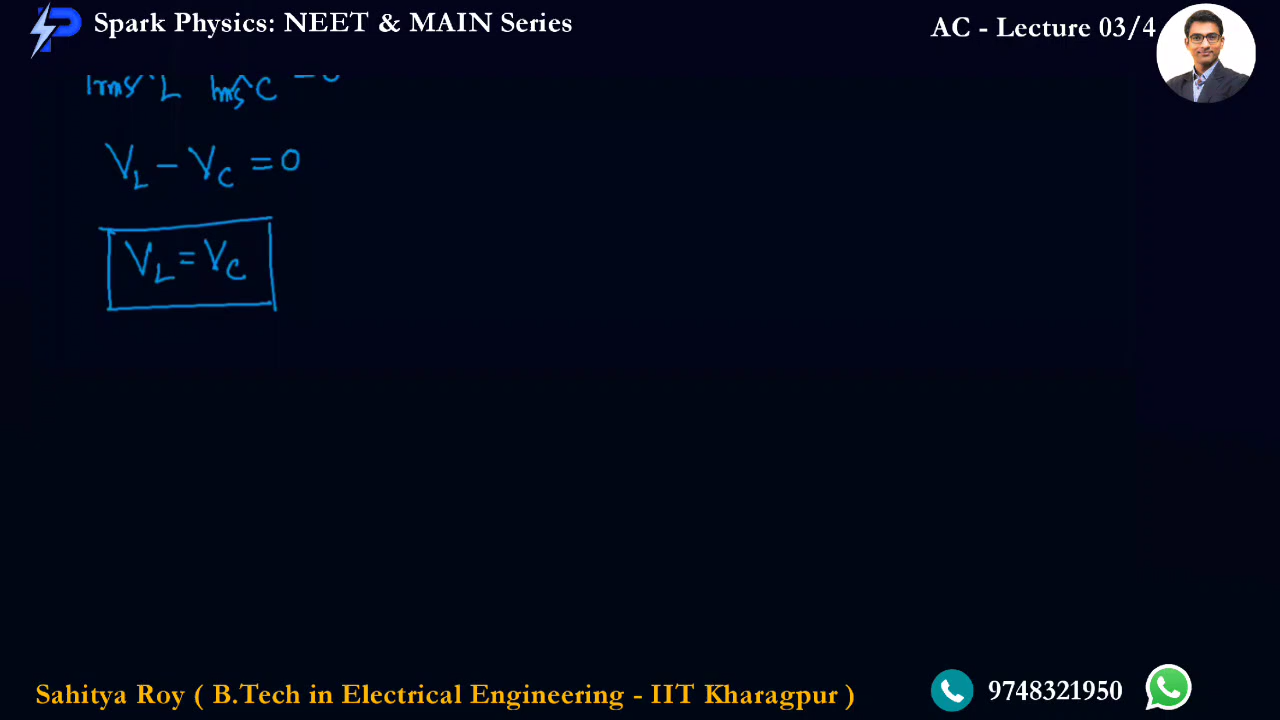 Spark Physics: NEET & MAIN Series
AC - Lecture 03/4
V_L - V_C = 0
V_L = V_C
Sahitya Roy ( B.Tech in Electrical Engineering - IIT Kharagpur )
9748321950